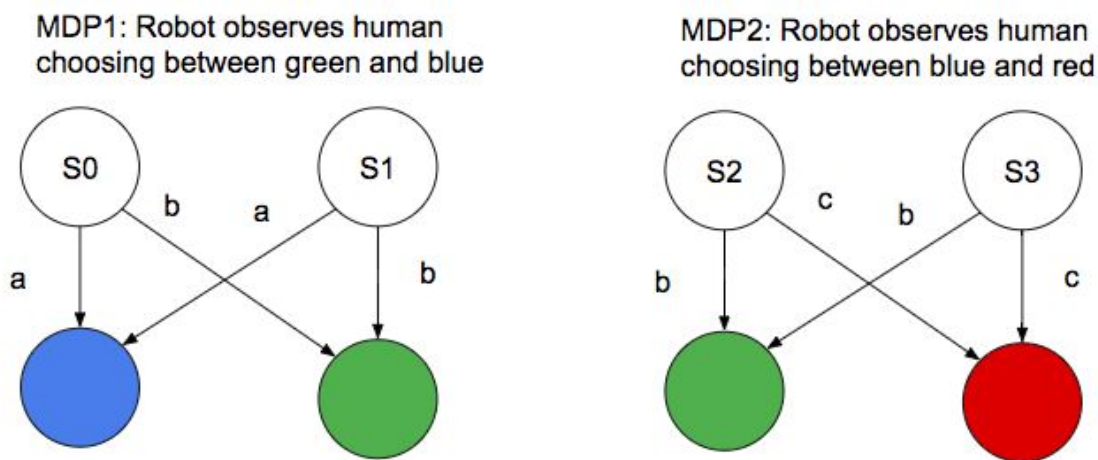 MDP1: Robot observes human
choosing between green and blue
MDP2: Robot observes human
choosing between blue and red
S0
S1
b
a
a
b
S2
S3
c
b
b
c